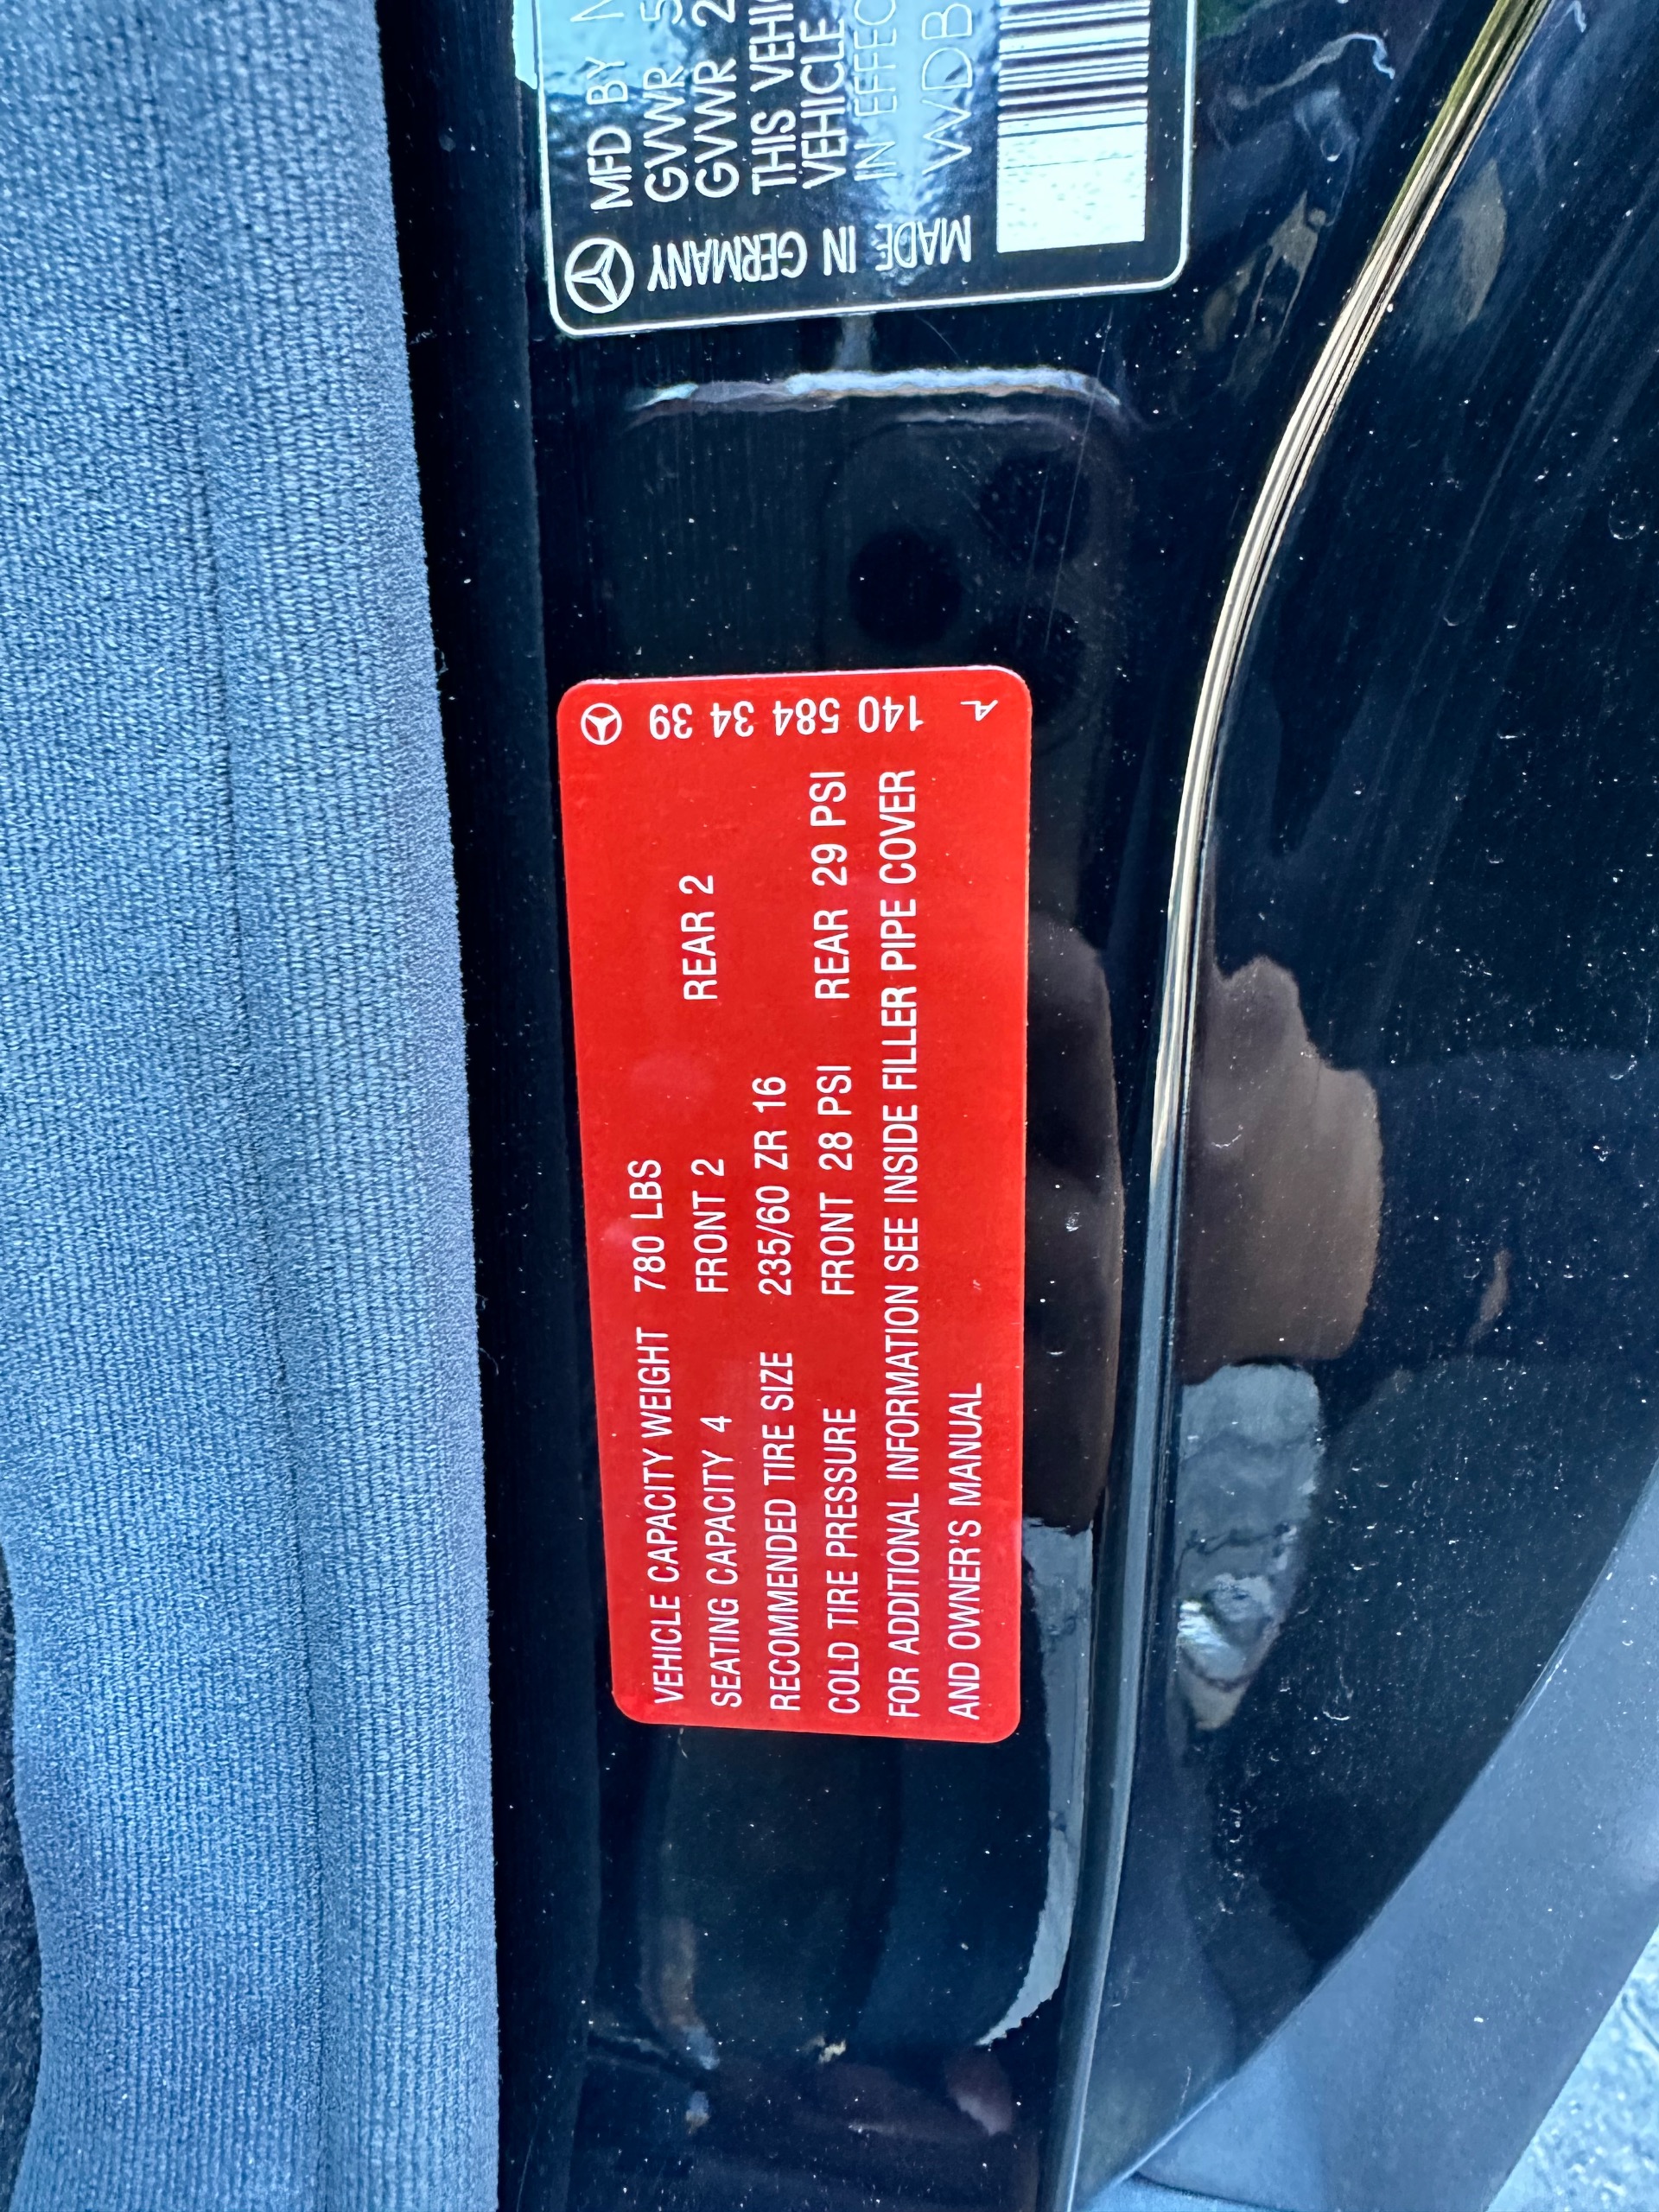 VEHICLE CAPACITY WEIGHT 780 LBS
SEATING CAPACITY 4 FRONT 2 REAR 2
RECOMMENDED TIRE SIZE 235/60 ZR 16
COLD TIRE PRESSURE FRONT 28 PSI REAR 29 PSI
FOR ADDITIONAL INFORMATION SEE INSIDE FILLER PIPE COVER
AND OWNER'S MANUAL
140 584 34 39
MADE IN GERMANY
MFD BY
GVWR 5
GVWR 2
THIS VEHI
VEHICLE
IN EFFEC
WDB